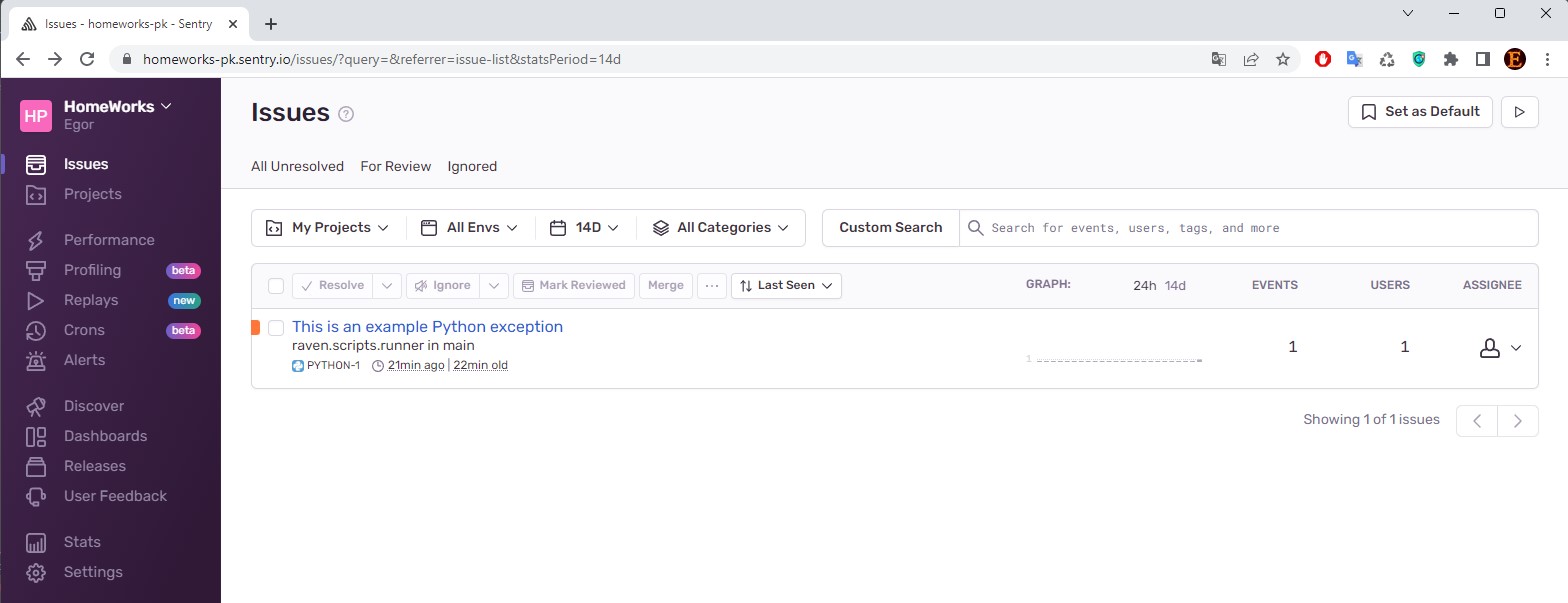 Issues - homeworks-pk - Sentry
homeworks-pk.sentry.io/issues/?query=&referrer=issue-list&statsPeriod=14d
E
HP
HomeWorks
Egor
Issues
Projects
Performance
Profiling beta
Replays new
Crons beta
Alerts
Discover
Dashboards
Releases
User Feedback
Stats
Settings
Issues ?
Set as Default
All Unresolved For Review Ignored
My Projects All Envs 14D All Categories Custom Search Search for events, users, tags, and more
Resolve Ignore Mark Reviewed Merge ... Last Seen GRAPH: 24h 14d EVENTS USERS ASSIGNEE
This is an example Python exception
raven.scripts.runner in main
PYTHON-1 21min ago | 22min old
1
1 1
Showing 1 of 1 issues